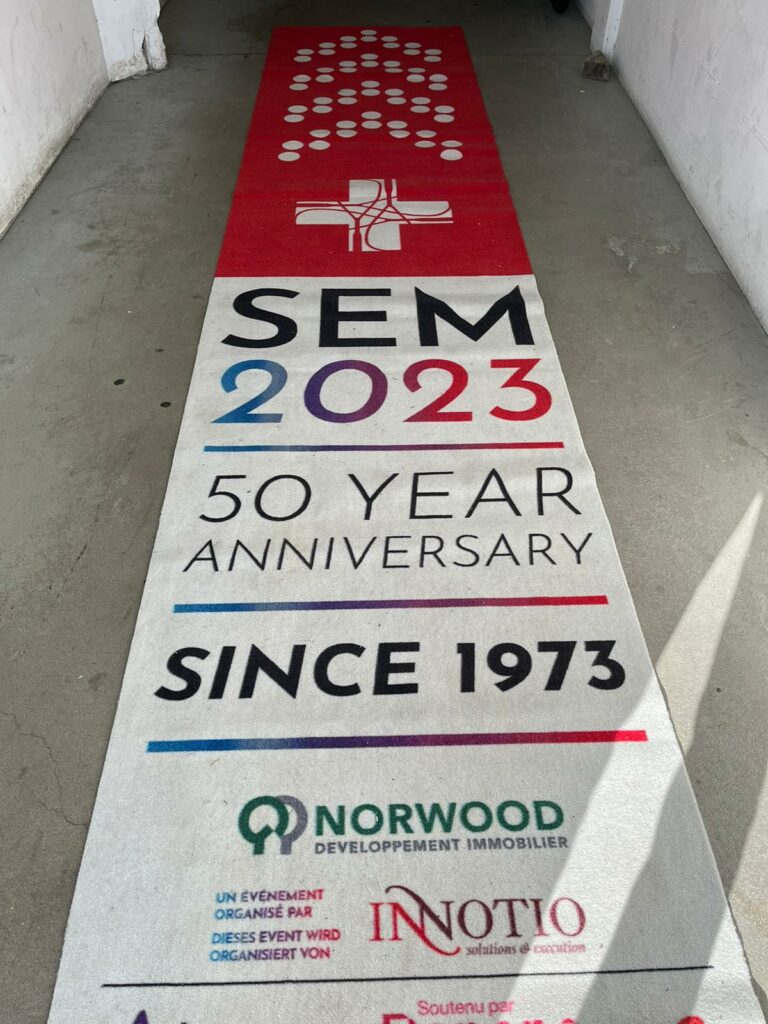 SEM
2023
50 YEAR
ANNIVERSARY
SINCE 1973
NORWOOD
DEVELOPPEMENT IMMOBILIER
UN ÉVÉNEMENT
ORGANISÉ PAR
DIESES EVENT WIRD
ORGANISIERT VON
INNOTIO
solutions & execution
Soutenu par